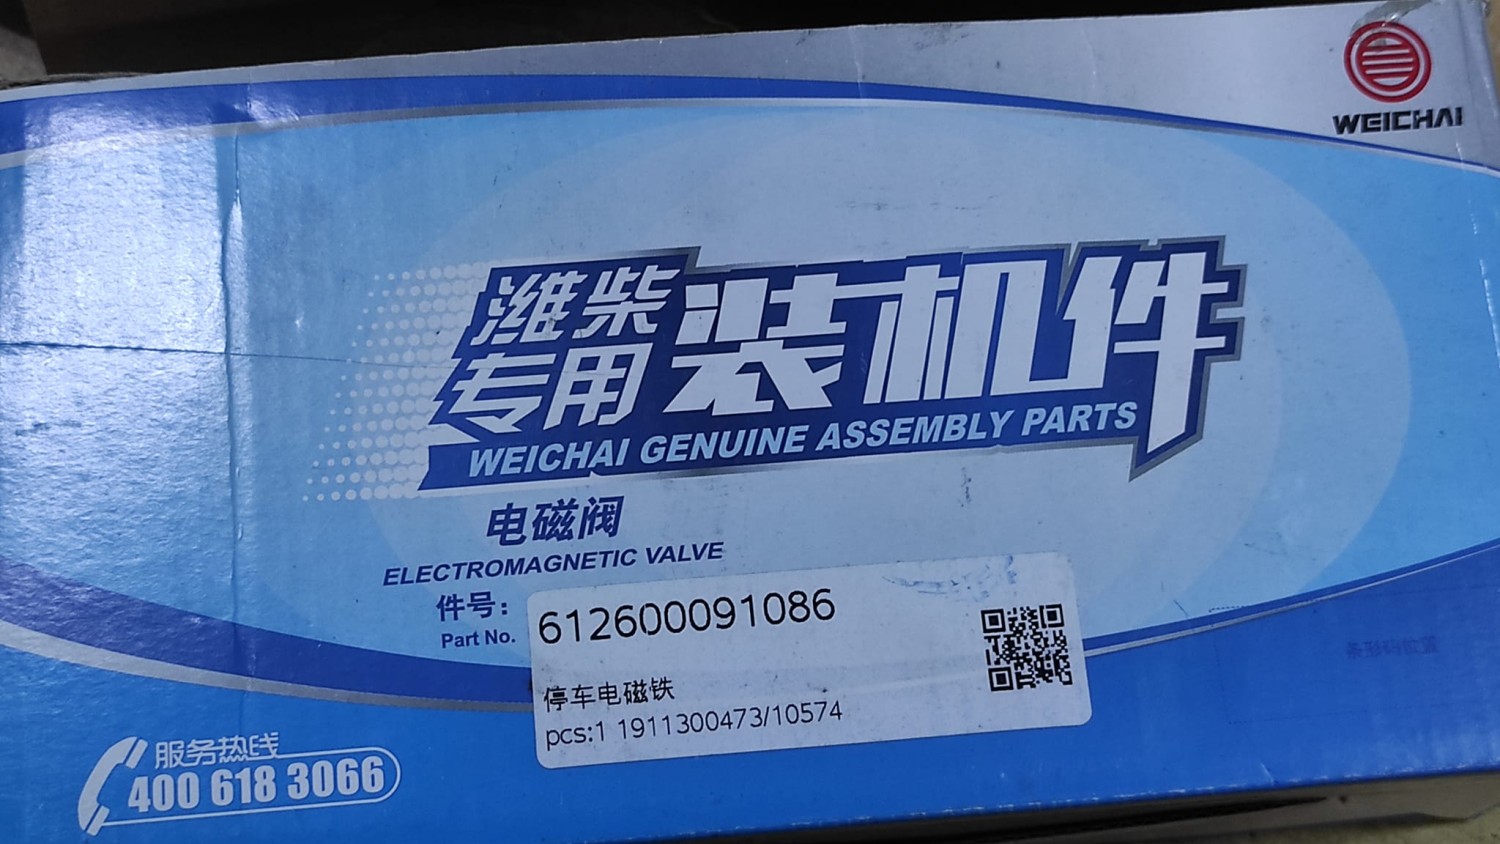 WEICHAI
潍柴
专用装机件
WEICHAI GENUINE ASSEMBLY PARTS
电磁阀
ELECTROMAGNETIC VALVE
件号:
Part No.
612600091086
停车电磁铁
pcs:1 1911300473/10574
服务热线
400 618 3066